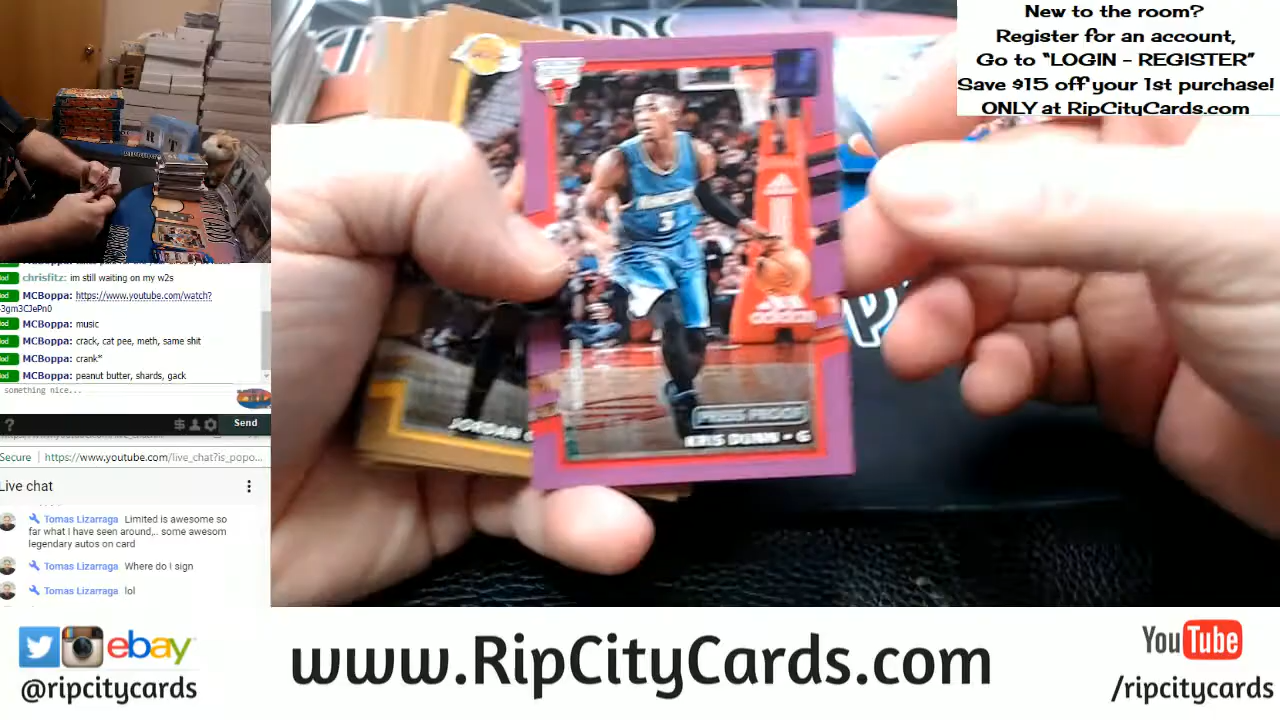 New to the room?
Register for an account,
Go to "LOGIN - REGISTER"
Save $15 off your 1st purchase!
ONLY at RipCityCards.com
chrisfitz: im still waiting on my w2s
MCBoppa: https://www.youtube.com/watch?
MCBoppa: music
MCBoppa: crack, cat pee, meth, same shit
MCBoppa: crank*
MCBoppa: peanut butter, shards, gack
something nice...
? $ Send
Secure https://www.youtube.com/live_chat?is_popo...
Live chat
Tomas Lizarraga Limited is awesome so
far what I have seen around,.. some awesom
legendary autos on card
Tomas Lizarraga Where do I sign
Tomas Lizarraga lol
3
adidas
PRESS PROOF
KRIS DUNN - G
JORDAN
ebay
@ripcitycards
www.RipCityCards.com
YouTube
/ripcitycards